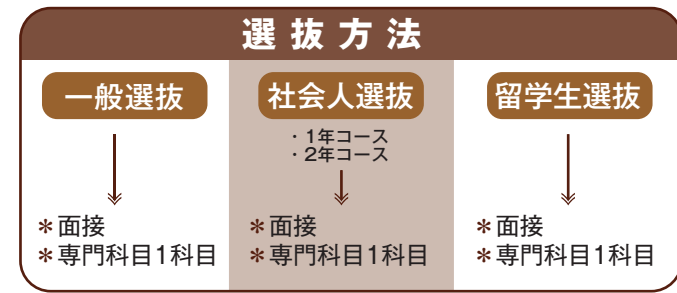 選抜方法
一般選抜
＊面接
＊専門科目1科目
社会人選抜
・1年コース
・2年コース
＊面接
＊専門科目1科目
留学生選抜
＊面接
＊専門科目1科目